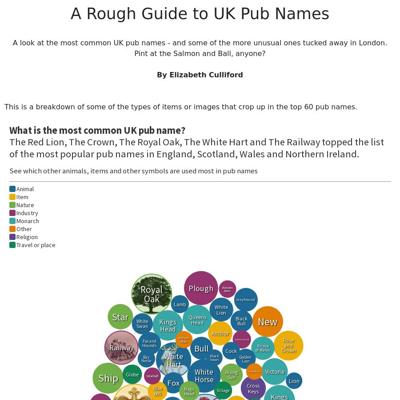 A Rough Guide to UK Pub Names
A look at the most common UK pub names - and some of the more unusual ones tucked away in London.
Pint at the Salmon and Ball, anyone?
By Elizabeth Culliford
This is a breakdown of some of the types of items or images that crop up in the top 60 pub names.
What is the most common UK pub name?
The Red Lion, The Crown, The Royal Oak, The White Hart and The Railway topped the list
of the most popular pub names in England, Scotland, Wales and Northern Ireland.
See which other animals, items and other symbols are used most in pub names
Animal
Item
Nature
Industry
Monarch
Other
Religion
Travel or place
Royal
Oak
Plough
Lamb
White
Lion
Greyhound
Star
White
Swan
Kings
Head
Queens
Head
Black
Bull
New
Railway
Bull
Cock
White
Hart
Rose
and
Crown
Ship
Globe
Fox
White
Horse
Victoria
Lion
Cross
Keys
Kings